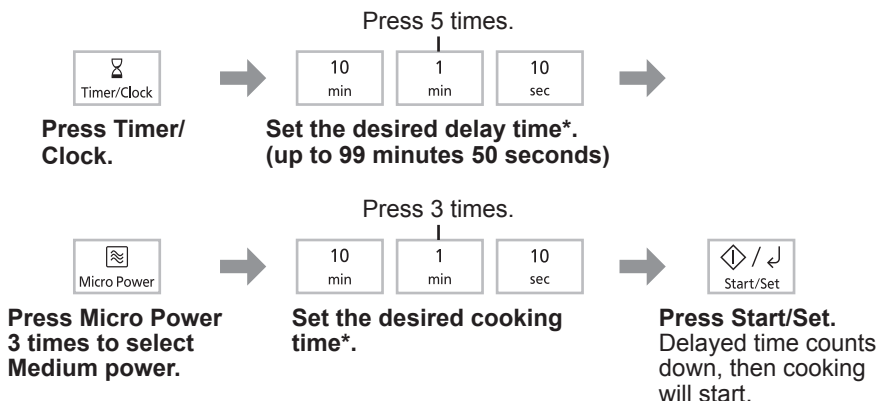 Press 5 times.
Timer/Clock
10
min
1
min
10
sec
Press Timer/
Clock.
Set the desired delay time*.
(up to 99 minutes 50 seconds)
Press 3 times.
Micro Power
10
min
1
min
10
sec
/
Start/Set
Press Micro Power
3 times to select
Medium power.
Set the desired cooking
time*.
Press Start/Set.
Delayed time counts
down, then cooking
will start.